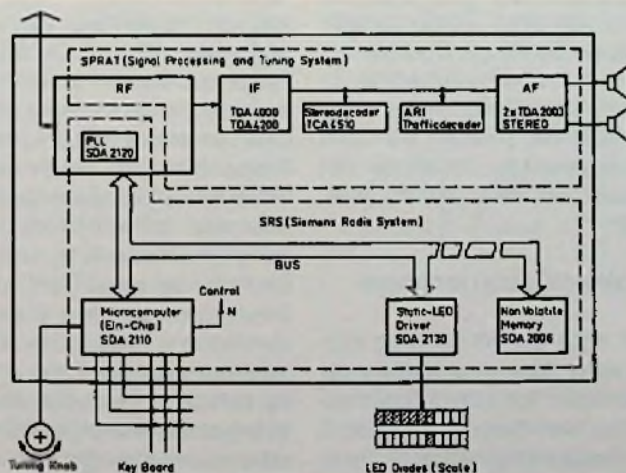 SPRAT (Signal Processing and Tuning System)
RF
PLL
SDA 2120
IF
TDA 4000
TDA 4200
Stereodecoder
TCA 4510
ARI
Trafficdecoder
AF
2x TDA 2003
STEREO
SRS (Siemens Radio System)
BUS
Microcomputer
(Ein-Chip)
SDA 2110
Control
N
Static-LED
Driver
SDA 2130
Non Volatile
Memory
SDA 2006
Tuning Knob
Key Board
LED Diodes (Scale)